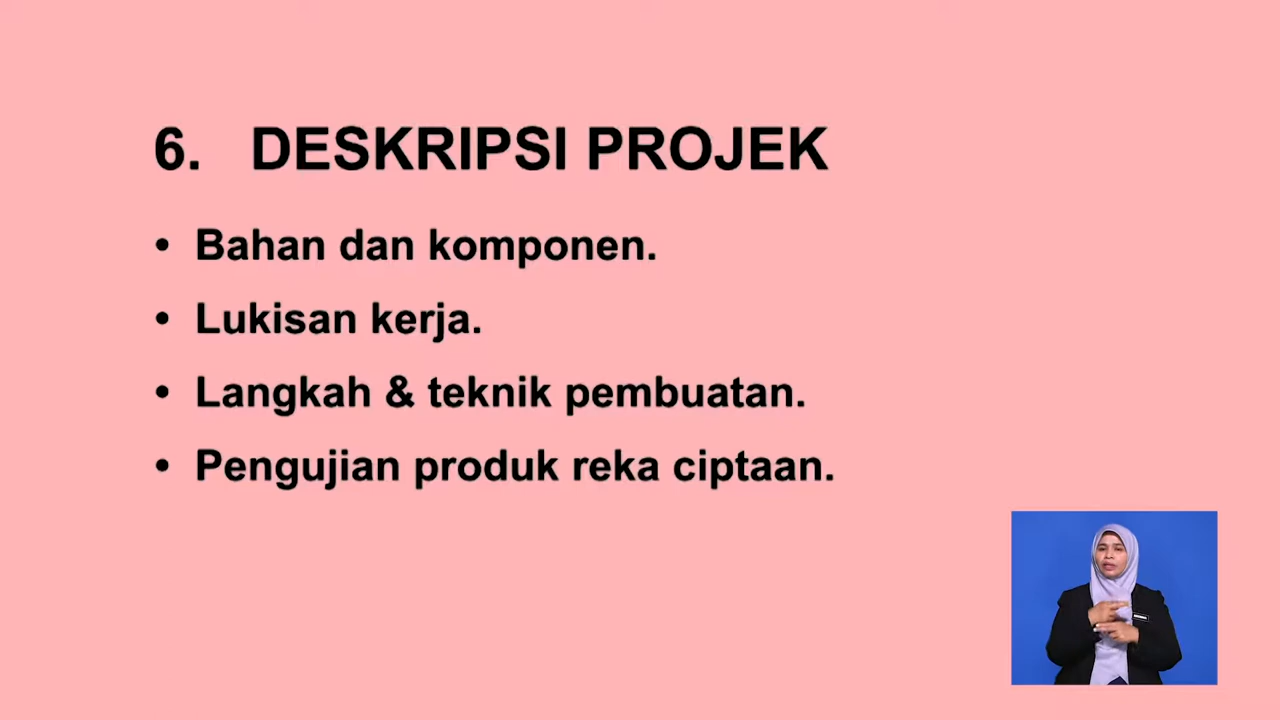 6. DESKRIPSI PROJEK
• Bahan dan komponen.
• Lukisan kerja.
• Langkah & teknik pembuatan.
• Pengujian produk reka ciptaan.